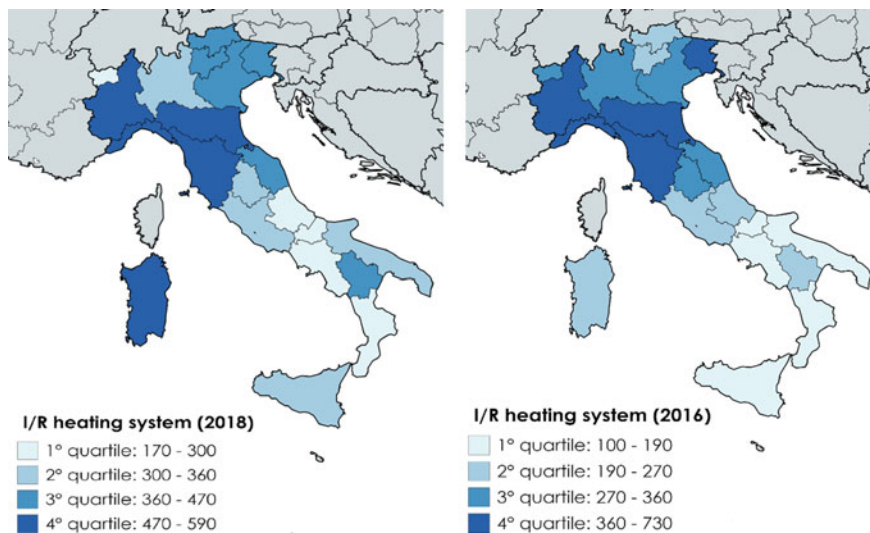 I/R heating system (2018)
1° quartile: 170 - 300
2° quartile: 300 - 360
3° quartile: 360 - 470
4° quartile: 470 - 590
I/R heating system (2016)
1° quartile: 100 - 190
2° quartile: 190 - 270
3° quartile: 270 - 360
4° quartile: 360 - 730